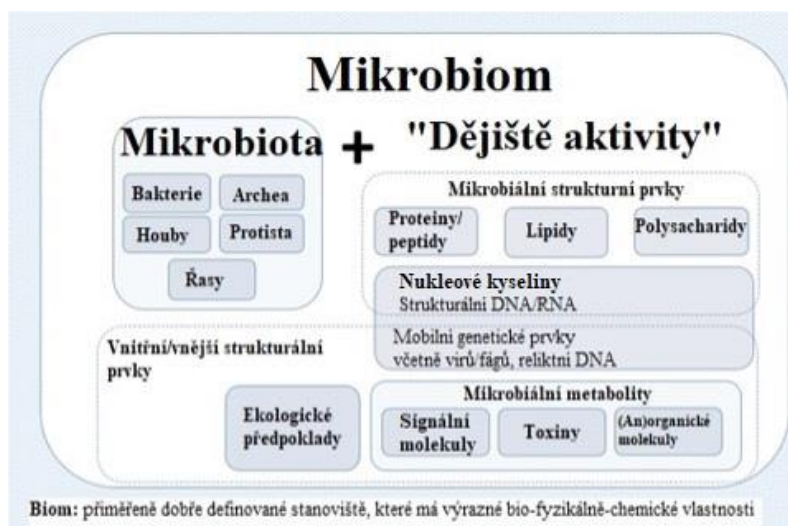 Mikrobiom
Mikrobiota + "Dějiště aktivity"
Bakterie
Archea
Houby
Protista
Řasy
Mikrobiální strukturní prvky
Proteiny/
peptidy
Lipidy
Polysacharidy
Nukleové kyseliny
Strukturální DNA/RNA
Mobilní genetické prvky
včetně virů/fágů, reliktní DNA
Vnitřní/vnější strukturální
prvky
Ekologické
předpoklady
Mikrobiální metabolity
Signální
molekuly
Toxiny
(An)organické
molekuly
Biom: přiměřeně dobře definované stanoviště, které má výrazné bio-fyzikálně-chemické vlastnosti